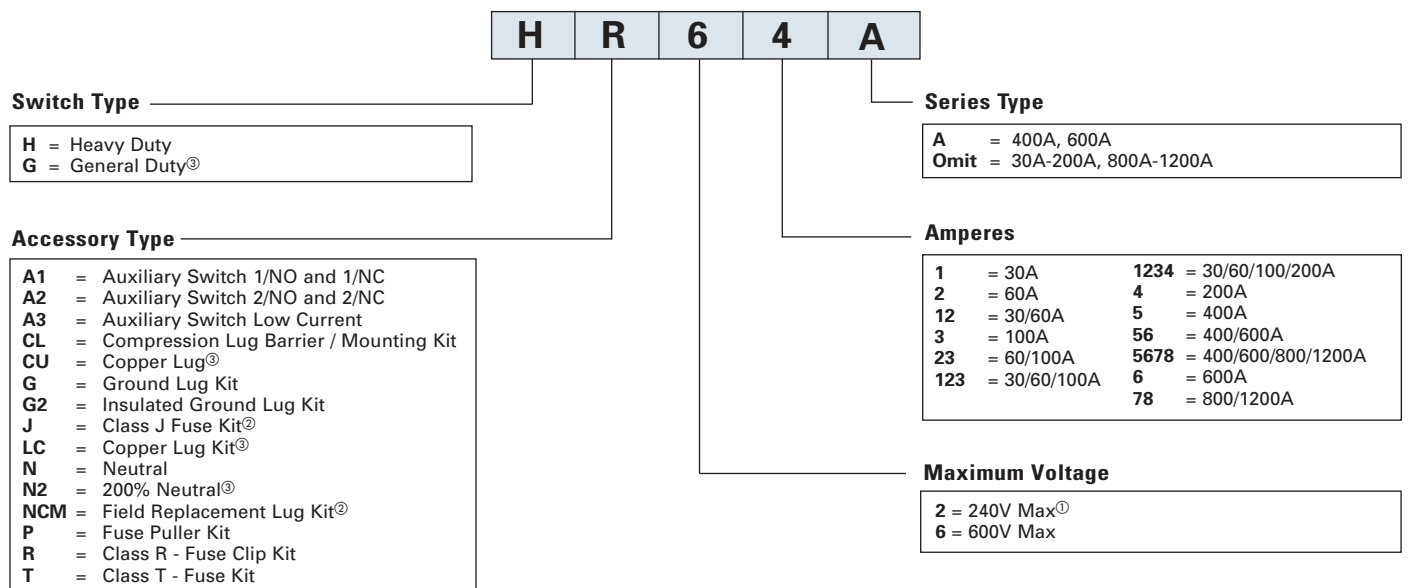 H R 6 4 A
Switch Type
H = Heavy Duty
G = General Duty③
Accessory Type
A1 = Auxiliary Switch 1/NO and 1/NC
A2 = Auxiliary Switch 2/NO and 2/NC
A3 = Auxiliary Switch Low Current
CL = Compression Lug Barrier / Mounting Kit
CU = Copper Lug③
G = Ground Lug Kit
G2 = Insulated Ground Lug Kit
J = Class J Fuse Kit②
LC = Copper Lug Kit③
N = Neutral
N2 = 200% Neutral③
NCM = Field Replacement Lug Kit②
P = Fuse Puller Kit
R = Class R - Fuse Clip Kit
T = Class T - Fuse Kit
Series Type
A = 400A, 600A
Omit = 30A-200A, 800A-1200A
Amperes
1 = 30A
2 = 60A
12 = 30/60A
3 = 100A
23 = 60/100A
123 = 30/60/100A
1234 = 30/60/100/200A
4 = 200A
5 = 400A
56 = 400/600A
5678 = 400/600/800/1200A
6 = 600A
78 = 800/1200A
Maximum Voltage
2 = 240V Max①
6 = 600V Max